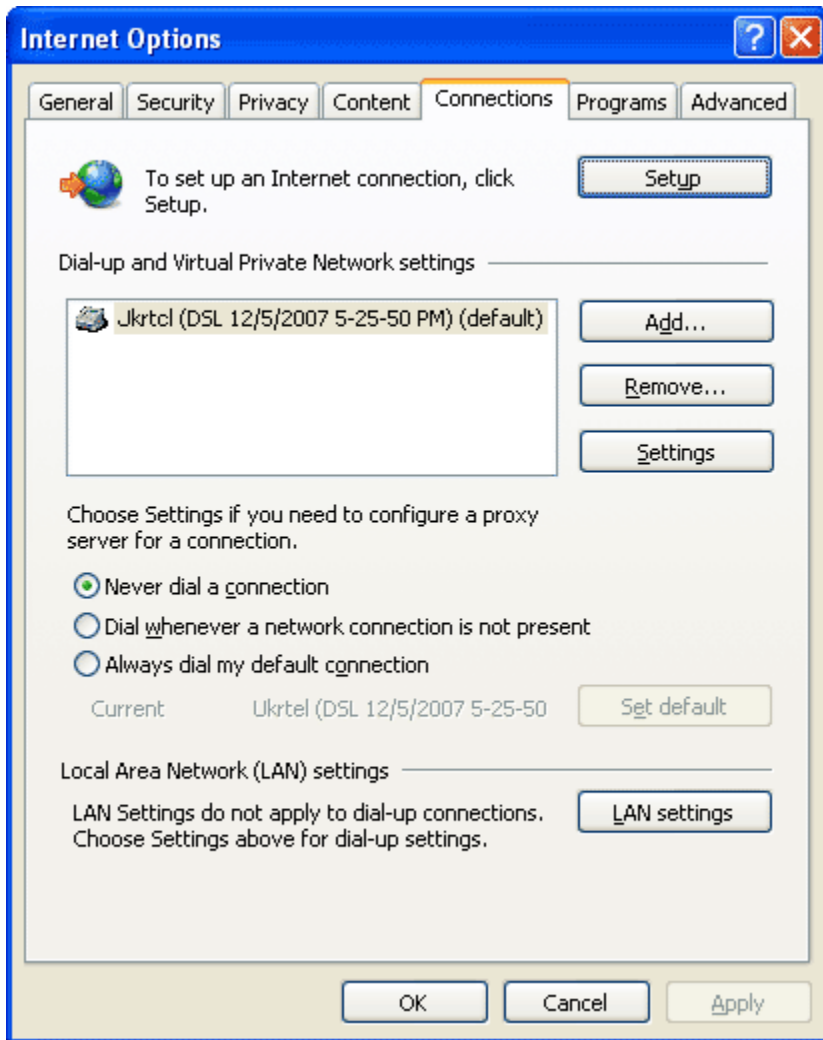 Internet Options
General Security Privacy Content Connections Programs Advanced
To set up an Internet connection, click
Setup.
Setup
Dial-up and Virtual Private Network settings
Jkrtcl (DSL 12/5/2007 5-25-50 PM) (default)
Add...
Remove...
Settings
Choose Settings if you need to configure a proxy
server for a connection.
Never dial a connection
Dial whenever a network connection is not present
Always dial my default connection
Current Ukrtel (DSL 12/5/2007 5-25-50
Set default
Local Area Network (LAN) settings
LAN Settings do not apply to dial-up connections.
Choose Settings above for dial-up settings.
LAN settings
OK Cancel Apply